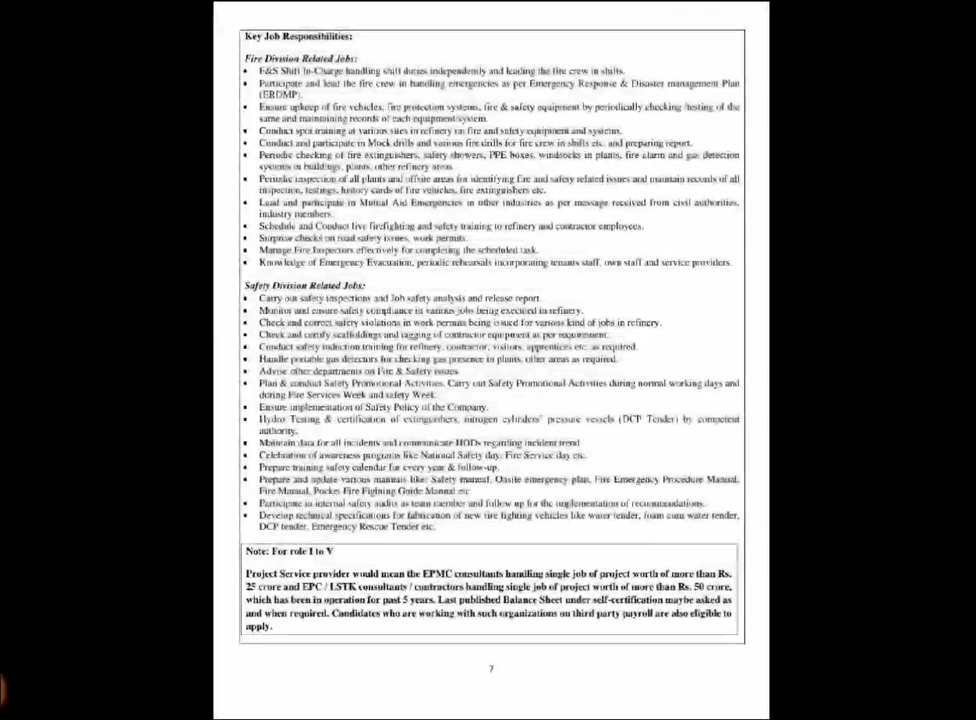 Key Job Responsibilities:
Fire Division Related Jobs:
• F&S Shift In-Charge handling shift duties independently and leading the fire crew in shifts.
• Participate and lead the fire crew in handling emergencies as per Emergency Response & Disaster management Plan
(ERDMP).
• Ensure upkeep of fire vehicles, fire protection systems, fire & safety equipment by periodically checking /testing of the
same and maintaining records of each equipment/system.
• Conduct spot training at various sites in refinery on fire and safety equipment and systems.
• Conduct and participate in Mock drills and various fire drills for fire crew in shifts etc. and preparing report.
• Periodic checking of fire extinguishers, safety showers, PPE boxes, windsocks in plants, fire alarm and gas detection
systems in buildings, plants, other refinery areas
• Periodic inspection of all plants and offsite areas for identifying fire and safety related issues and maintain records of all
inspection, testings, history cards of fire vehicles, fire extinguishers etc.
• Lead and participate in Mutual Aid Emergencies in other industries as per message received from civil authorities,
industry members.
• Schedule and Conduct live firefighting and safety training to refinery and contractor employees.
• Surprise checks on road safety issues, work permits.
• Manage Fire Inspectors effectively for completing the scheduled task.
• Knowledge of Emergency Evacuation, periodic rehearsals incorporating tenants staff, own staff and service providers.
Safety Division Related Jobs:
• Carry out safety inspections and Job safety analysis and release report.
• Monitor and ensure safety compliance in various jobs being executed in refinery.
• Check and correct safety violations in work permits being issued for various kind of jobs in refinery.
• Check and certify scaffoldings and tagging of contractor equipment as per requirement.
• Conduct safety induction training for refinery, contractor, visitors, apprentices etc. as required.
• Handle portable gas detectors for checking gas presence in plants, other areas as required.
• Advise other departments on Fire & Safety issues
• Plan & conduct Safety Promotional Activities. Carry out Safety Promotional Activities during normal working days and
during Fire Services Week and safety Week.
• Ensure implementation of Safety Policy of the Company.
• Hydro Testing & certification of extinguishers, nitrogen cylinders' pressure vessels (DCP Tender) by competent
authority.
• Maintain data for all incidents and communicate HODs regarding incident trend
• Celebration of awareness programs like National Safety day, Fire Service day etc.
• Prepare training safety calendar for every year & follow-up.
• Prepare and update various manuals like: Safety manual, Onsite emergency plan, Fire Emergency Procedure Manual,
Fire Manual, Pocket Fire Fighting Guide Manual etc
• Participate in internal safety audits as team member and follow up for the implementation of recommendations.
• Develop technical specifications for fabrication of new fire fighting vehicles like water tender, foam cum water tender,
DCP tender, Emergency Rescue Tender etc.
Note: For role I to V
Project Service provider would mean the EPMC consultants handling single job of project worth of more than Rs.
25 crore and EPC / LSTK consultants / contractors handling single job of project worth of more than Rs. 50 crore,
which has been in operation for past 5 years. Last published Balance Sheet under self-certification maybe asked as
and when required. Candidates who are working with such organizations on third party payroll are also eligible to
apply.
7